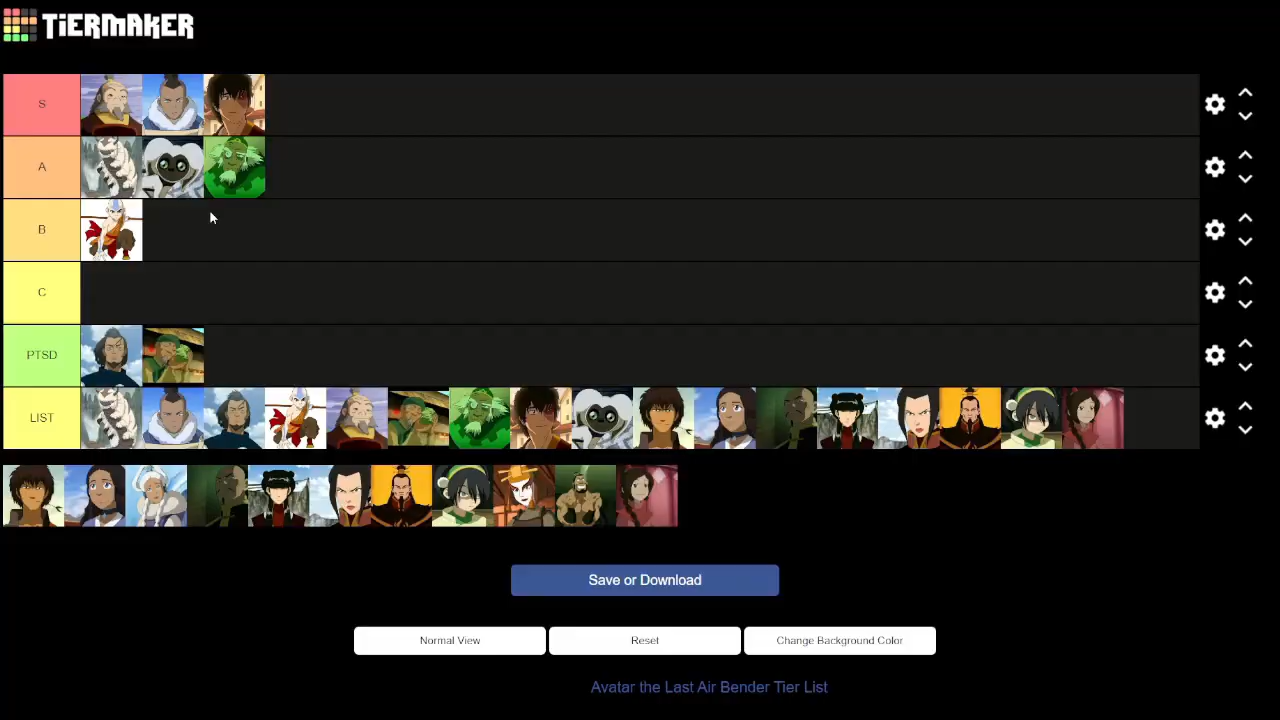 TiERMAKER
S
A
B
C
PTSD
LIST
Save or Download
Normal View
Reset
Change Background Color
Avatar the Last Air Bender Tier List